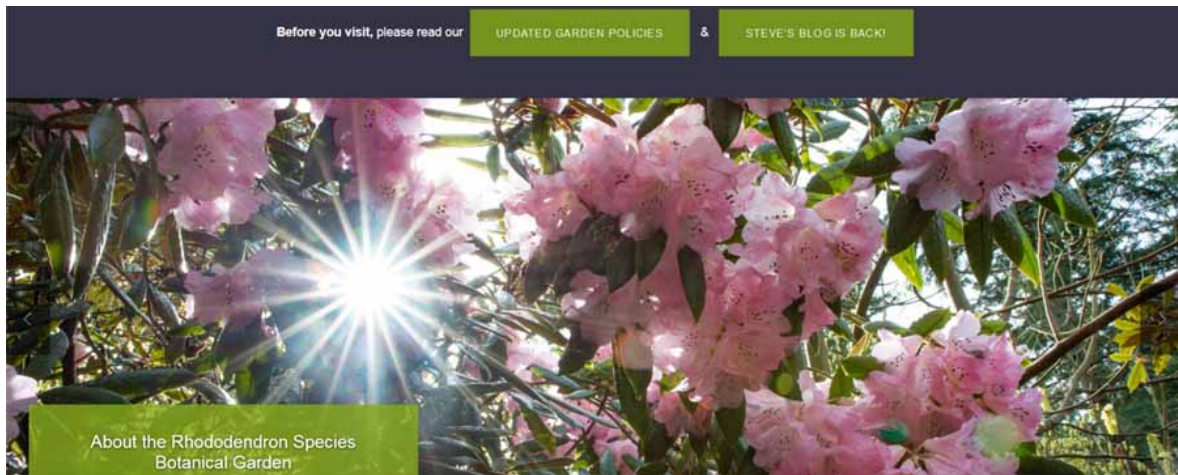 Before you visit, please read our UPDATED GARDEN POLICIES & STEVE'S BLOG IS BACK!
About the Rhododendron Species
Botanical Garden